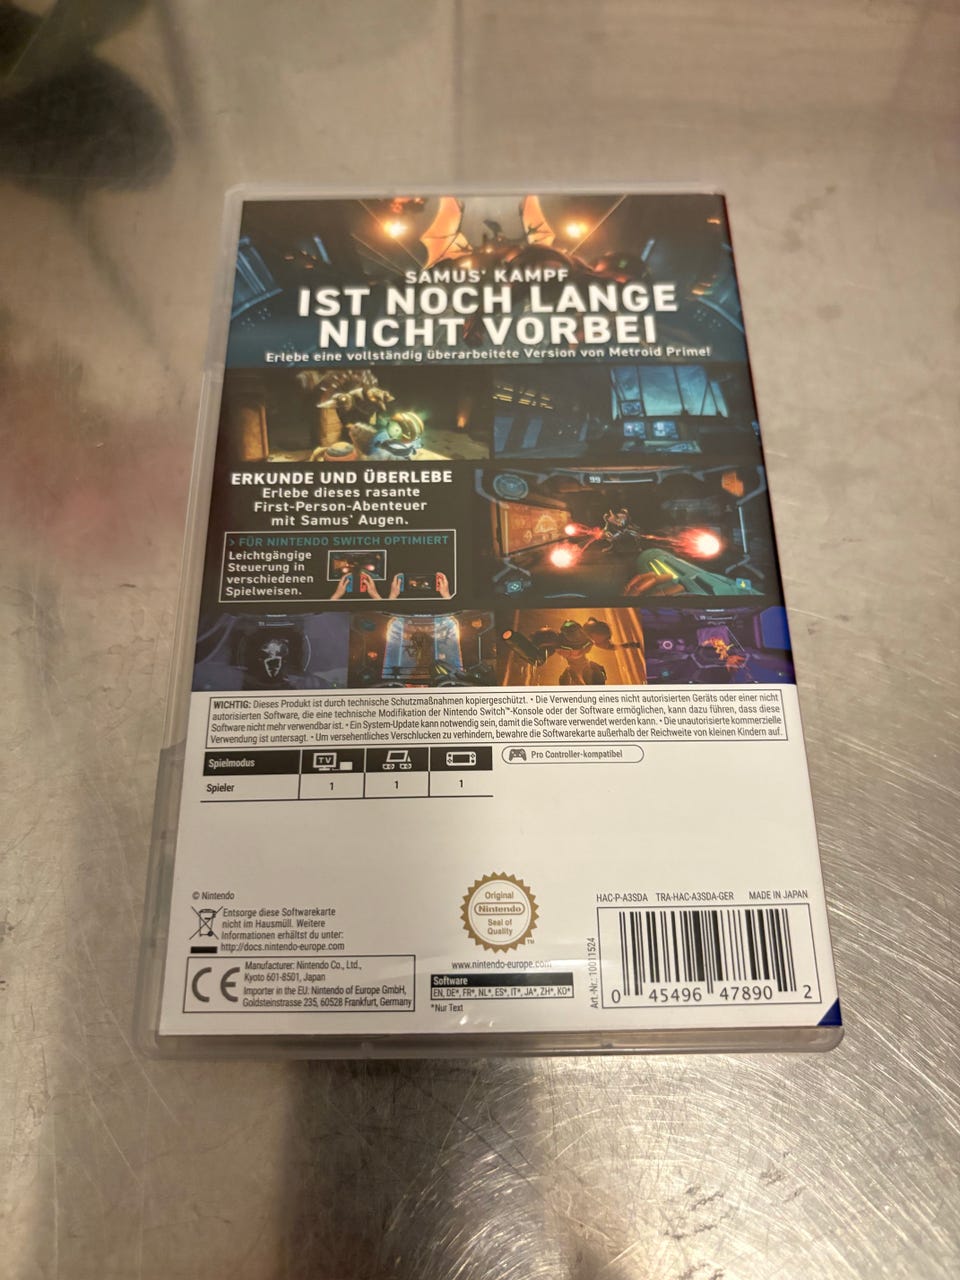 SAMUS' KAMPF
IST NOCH LANGE
NICHT VORBEI
Erlebe eine vollständig überarbeitete Version von Metroid Prime!
ERKUNDE UND ÜBERLEBE
Erlebe dieses rasante
First-Person-Abenteuer
mit Samus' Augen.
> FÜR NINTENDO SWITCH OPTIMIERT
Leichtgängige
Steuerung in
verschiedenen
Spielweisen.
99
WICHTIG: Dieses Produkt ist durch technische Schutzmaßnahmen kopiergeschützt. • Die Verwendung eines nicht autorisierten Geräts oder einer nicht
autorisierten Software, die eine technische Modifikation der Nintendo Switch™-Konsole oder der Software ermöglichen, kann dazu führen, dass diese
Software nicht mehr verwendbar ist. • Ein System-Update kann notwendig sein, damit die Software verwendet werden kann. • Die unautorisierte kommerzielle
Verwendung ist untersagt. • Um versehentliches Verschlucken zu verhindern, bewahre die Softwarekarte außerhalb der Reichweite von kleinen Kindern auf.
Spielmodus TV
Spieler 1 1 1
Pro Controller-kompatibel
© Nintendo
Entsorge diese Softwarekarte
nicht im Hausmüll. Weitere
Informationen erhältst du unter:
http://docs.nintendo-europe.com
CE
Manufacturer: Nintendo Co., Ltd.,
Kyoto 601-8501, Japan
Importer in the EU: Nintendo of Europe GmbH,
Goldsteinstrasse 235, 60528 Frankfurt, Germany
Original
Nintendo
Seal of
Quality
TM
www.nintendo-europe.com
Software
EN, DE*, FR*, NL*, ES*, IT*, JA*, ZH*, KO*
*Nur Text
HAC-P-A3SDA TRA-HAC-A3SDA-GER MADE IN JAPAN
Art.-Nr.: 10011524
0 45496 47890 2